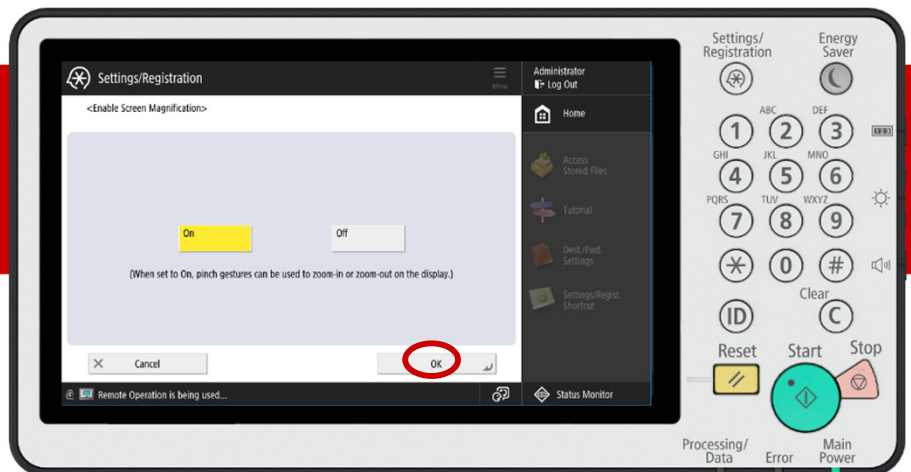 Settings/Registration
Menu
Administrator
Log Out
<Enable Screen Magnification>
Home
Access
Stored Files
Tutorial
Dest./Fwd.
Settings
Settings/Regist.
Shortcut
On
Off
(When set to On, pinch gestures can be used to zoom-in or zoom-out on the display.)
Cancel
OK
Remote Operation is being used...
Status Monitor
Settings/
Registration
Energy
Saver
ABC
DEF
1
2
3
GHI
JKL
MNO
4
5
6
PQRS
TUV
WXYZ
7
8
9
0
#
Clear
ID
C
Reset
Start
Stop
Processing/
Data
Error
Main
Power